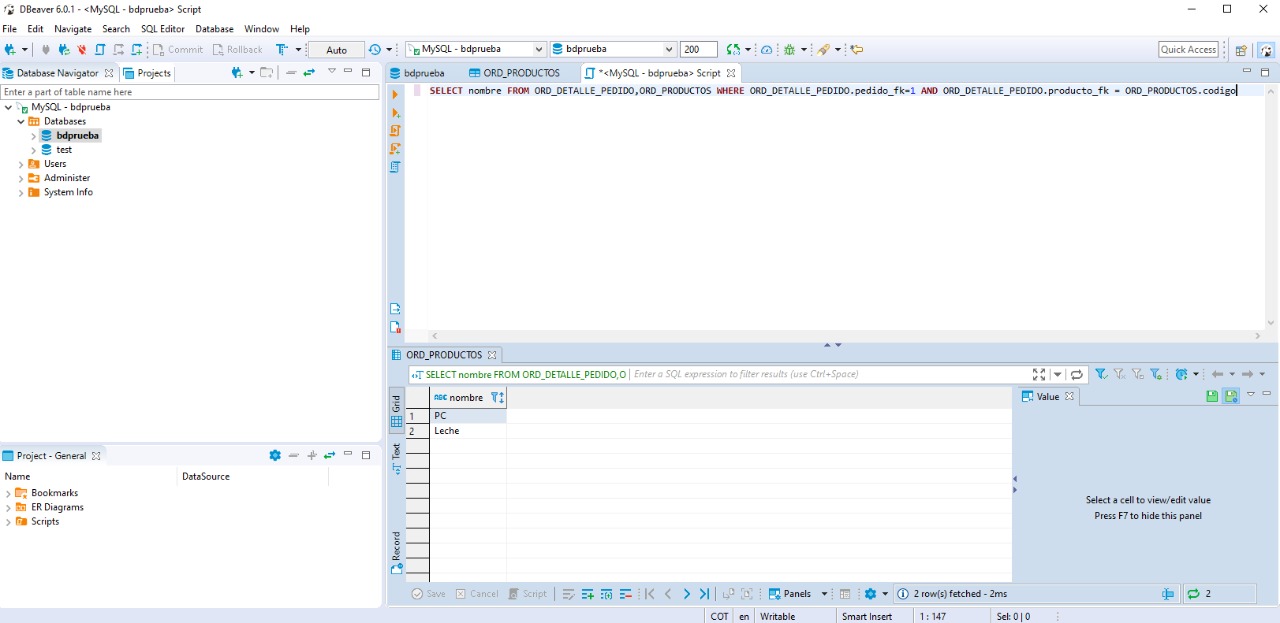 DBeaver 6.0.1 - <MySQL - bdprueba> Script
File Edit Navigate Search SQL Editor Database Window Help
Commit Rollback Auto MySQL - bdprueba bdprueba 200 Quick Access
Database Navigator Projects
Enter a part of table name here
MySQL - bdprueba
Databases
bdprueba
test
Users
Administer
System Info
Project - General
Name DataSource
Bookmarks
ER Diagrams
Scripts
bdprueba ORD_PRODUCTOS *<MySQL - bdprueba> Script
SELECT nombre FROM ORD_DETALLE_PEDIDO,ORD_PRODUCTOS WHERE ORD_DETALLE_PEDIDO.pedido_fk=1 AND ORD_DETALLE_PEDIDO.producto_fk = ORD_PRODUCTOS.codigo
ORD_PRODUCTOS
SELECT nombre FROM ORD_DETALLE_PEDIDO,O Enter a SQL expression to filter results (use Ctrl+Space)
Grid
Text
Record
ABC nombre
1 PC
2 Leche
Value
Select a cell to view/edit value
Press F7 to hide this panel
Save Cancel Script Panels 2 row(s) fetched - 2ms 2
COT en Writable Smart Insert 1 : 147 Sel: 0 | 0